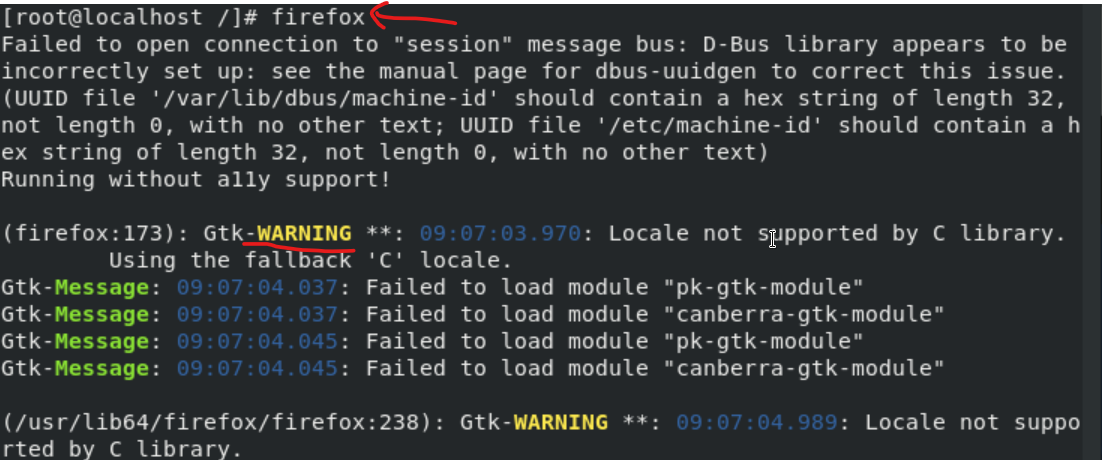 [root@localhost /]# firefox
Failed to open connection to "session" message bus: D-Bus library appears to be
incorrectly set up: see the manual page for dbus-uuidgen to correct this issue.
(UUID file '/var/lib/dbus/machine-id' should contain a hex string of length 32,
not length 0, with no other text; UUID file '/etc/machine-id' should contain a h
ex string of length 32, not length 0, with no other text)
Running without a11y support!
(firefox:173): Gtk-WARNING **: 09:07:03.970: Locale not supported by C library.
Using the fallback 'C' locale.
Gtk-Message: 09:07:04.037: Failed to load module "pk-gtk-module"
Gtk-Message: 09:07:04.037: Failed to load module "canberra-gtk-module"
Gtk-Message: 09:07:04.045: Failed to load module "pk-gtk-module"
Gtk-Message: 09:07:04.045: Failed to load module "canberra-gtk-module"
(/usr/lib64/firefox/firefox:238): Gtk-WARNING **: 09:07:04.989: Locale not suppo
rted by C library.